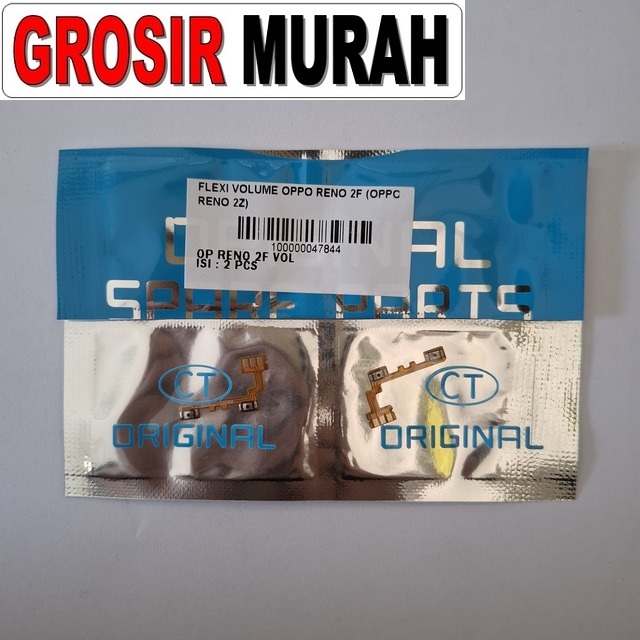 GROSIR MURAH
FLEXI VOLUME OPPO RENO 2F (OPPO
RENO 2Z)
100000047844
OP RENO 2F VOL
ISI : 2 PCS
SPARE PARTS
CT
ORIGINAL
CT
ORIGINAL